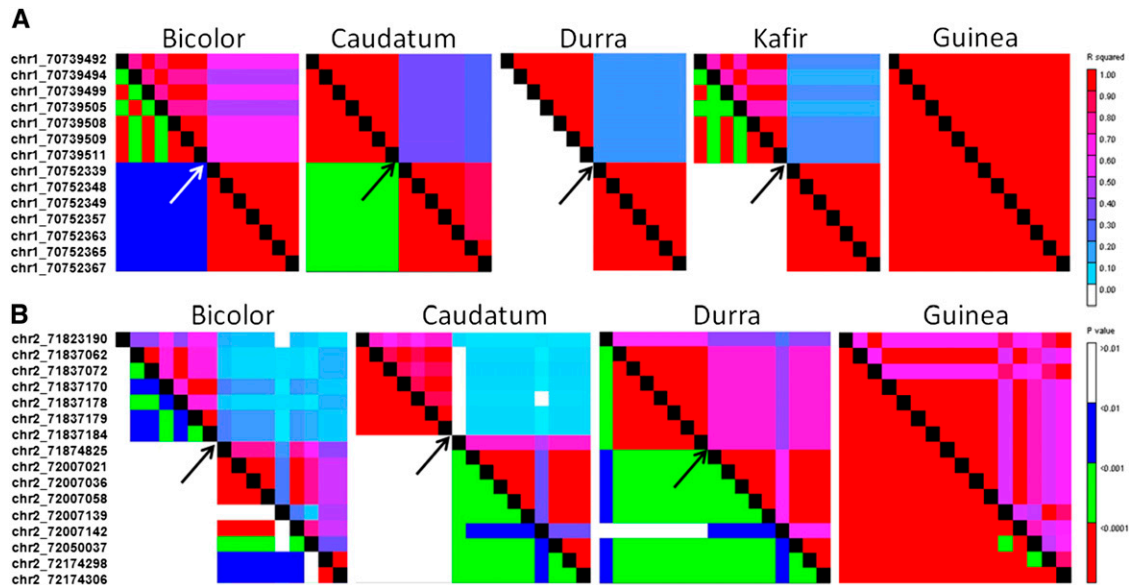 A
Bicolor Caudatum Durra Kafir Guinea
chr1_70739492
chr1_70739494
chr1_70739499
chr1_70739505
chr1_70739508
chr1_70739509
chr1_70739511
chr1_70752339
chr1_70752348
chr1_70752349
chr1_70752357
chr1_70752363
chr1_70752365
chr1_70752367
R squared
1.00
0.90
0.80
0.70
0.60
0.50
0.40
0.30
0.20
0.10
0.00
B
Bicolor Caudatum Durra Guinea
chr2_71823190
chr2_71837062
chr2_71837072
chr2_71837170
chr2_71837178
chr2_71837179
chr2_71837184
chr2_71874825
chr2_72007021
chr2_72007036
chr2_72007058
chr2_72007139
chr2_72007142
chr2_72050037
chr2_72174298
chr2_72174306
P value
>0.01
<0.01
<0.001
<0.0001